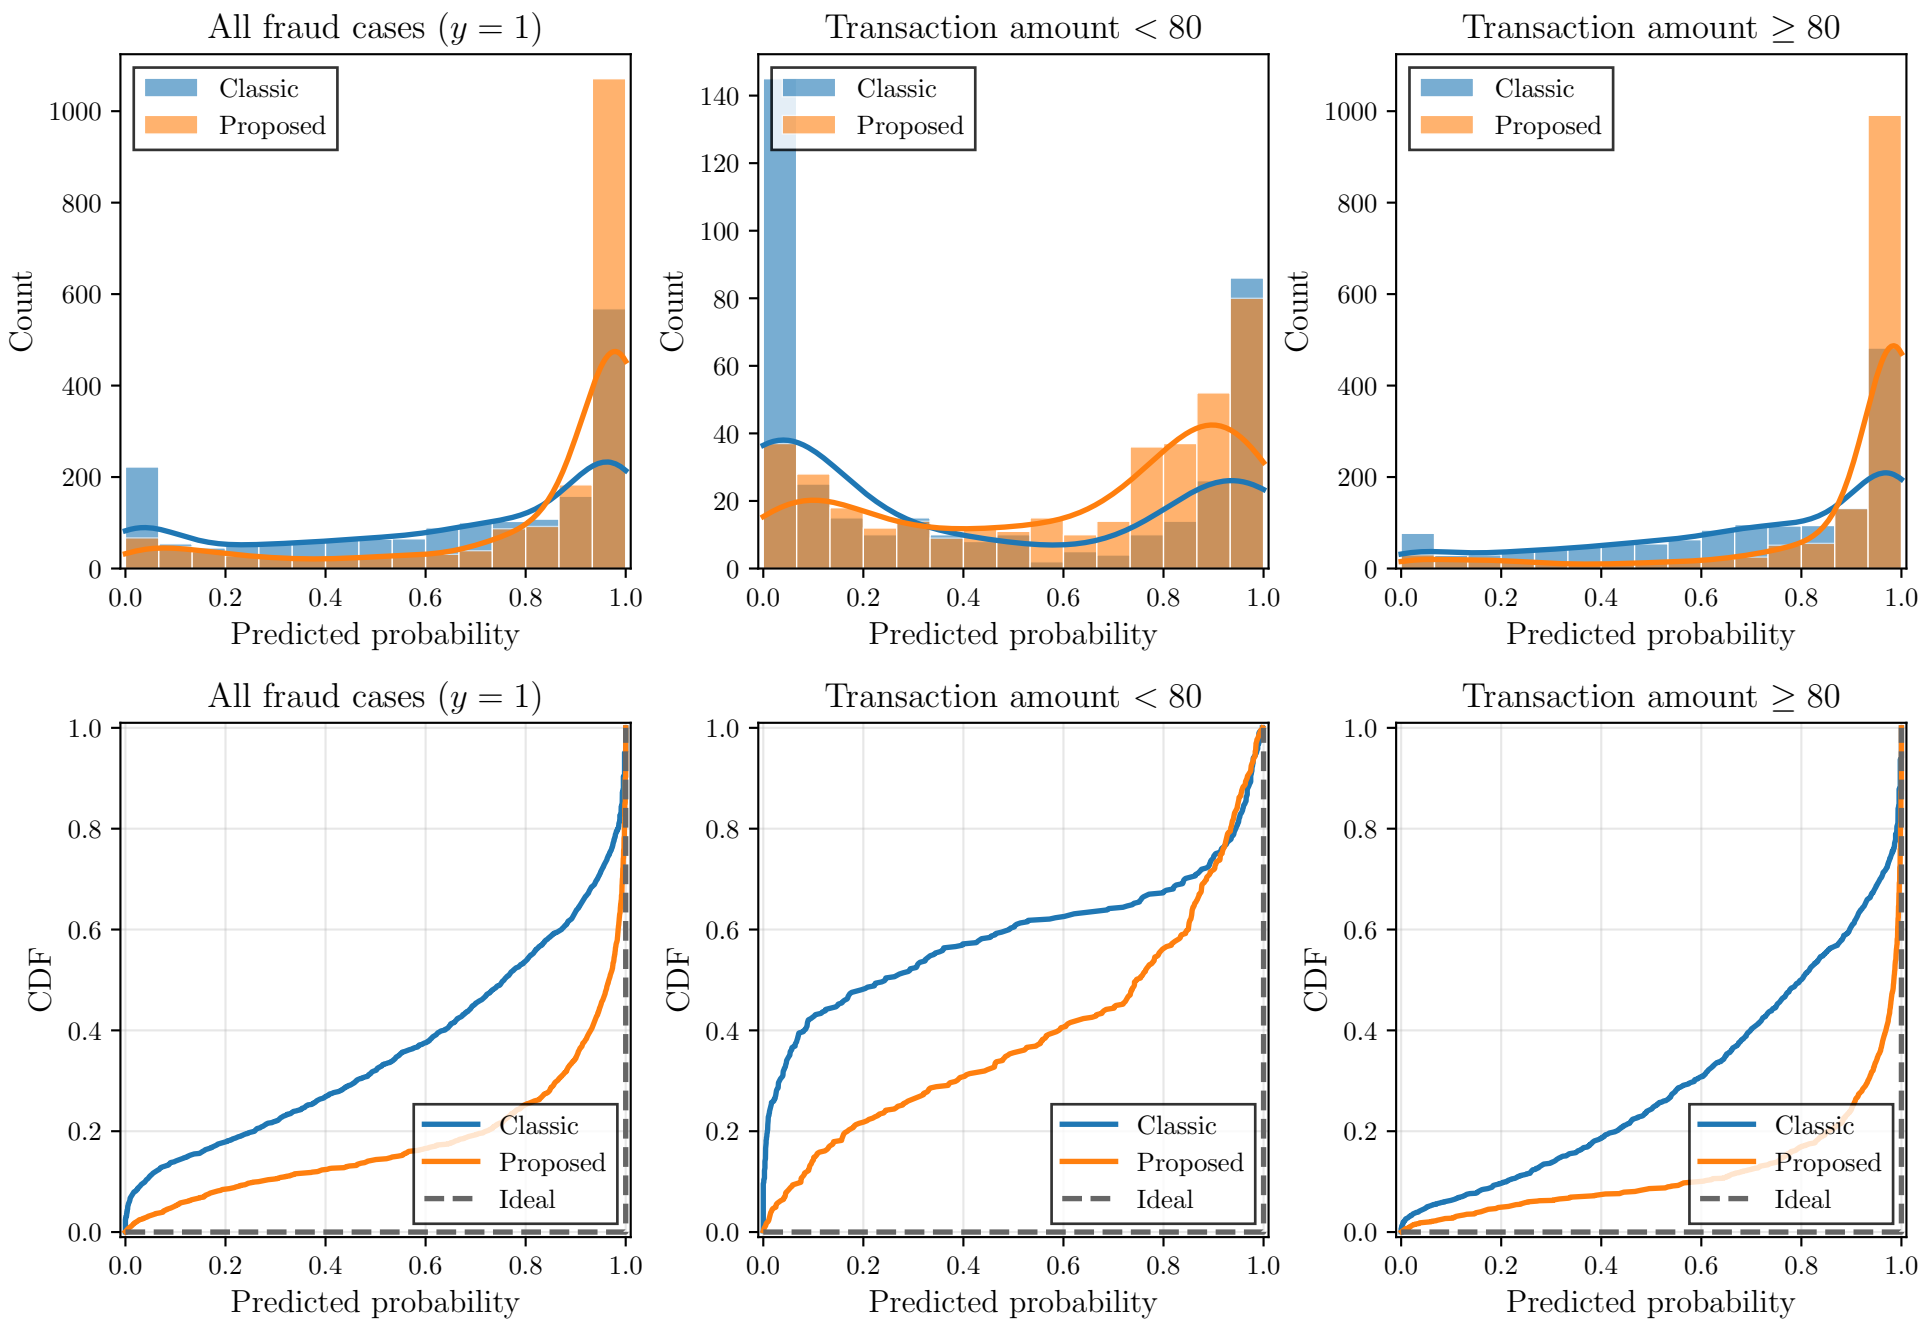 All fraud cases (y = 1)
Classic
Proposed
1000
800
600
400
200
0
Count
0.0 0.2 0.4 0.6 0.8 1.0
Predicted probability
Transaction amount < 80
Classic
Proposed
140
120
100
80
60
40
20
0
Count
0.0 0.2 0.4 0.6 0.8 1.0
Predicted probability
Transaction amount ≥ 80
Classic
Proposed
1000
800
600
400
200
0
Count
0.0 0.2 0.4 0.6 0.8 1.0
Predicted probability
All fraud cases (y = 1)
1.0
0.8
0.6
0.4
0.2
0.0
CDF
Classic
Proposed
Ideal
0.0 0.2 0.4 0.6 0.8 1.0
Predicted probability
Transaction amount < 80
1.0
0.8
0.6
0.4
0.2
0.0
CDF
Classic
Proposed
Ideal
0.0 0.2 0.4 0.6 0.8 1.0
Predicted probability
Transaction amount ≥ 80
1.0
0.8
0.6
0.4
0.2
0.0
CDF
Classic
Proposed
Ideal
0.0 0.2 0.4 0.6 0.8 1.0
Predicted probability